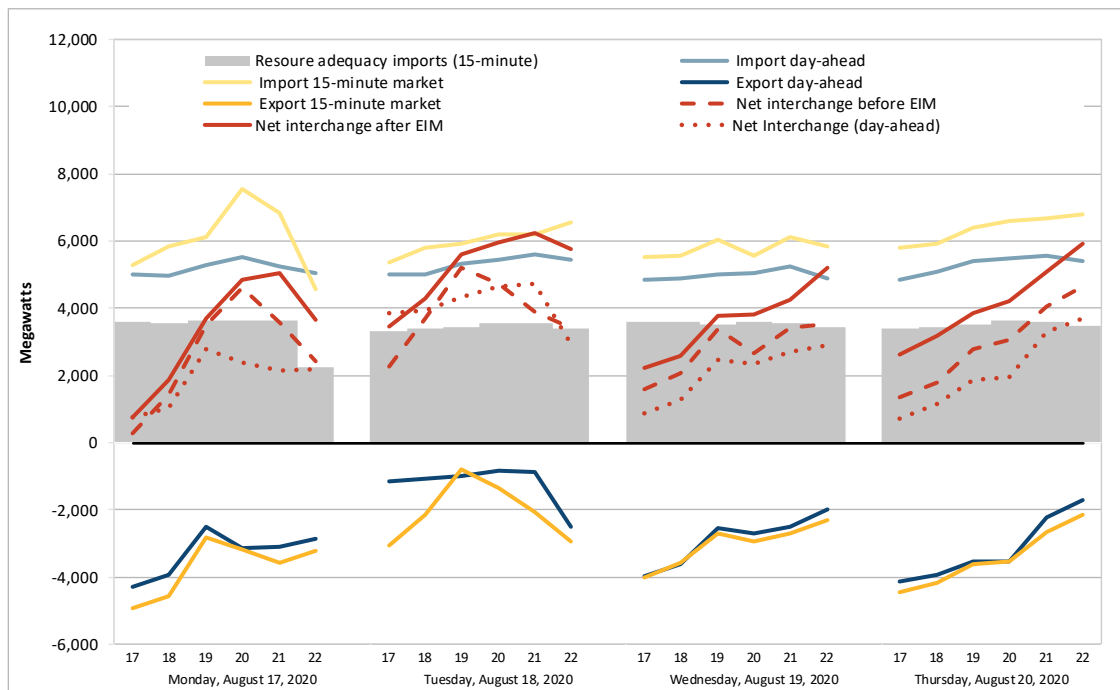 12,000
10,000
8,000
6,000
4,000
2,000
0
-2,000
-4,000
-6,000
Megawatts
Resoure adequacy imports (15-minute)
Import day-ahead
Import 15-minute market
Export day-ahead
Export 15-minute market
Net interchange before EIM
Net interchange after EIM
Net Interchange (day-ahead)
17 18 19 20 21 22 17 18 19 20 21 22 17 18 19 20 21 22 17 18 19 20 21 22
Monday, August 17, 2020 Tuesday, August 18, 2020 Wednesday, August 19, 2020 Thursday, August 20, 2020